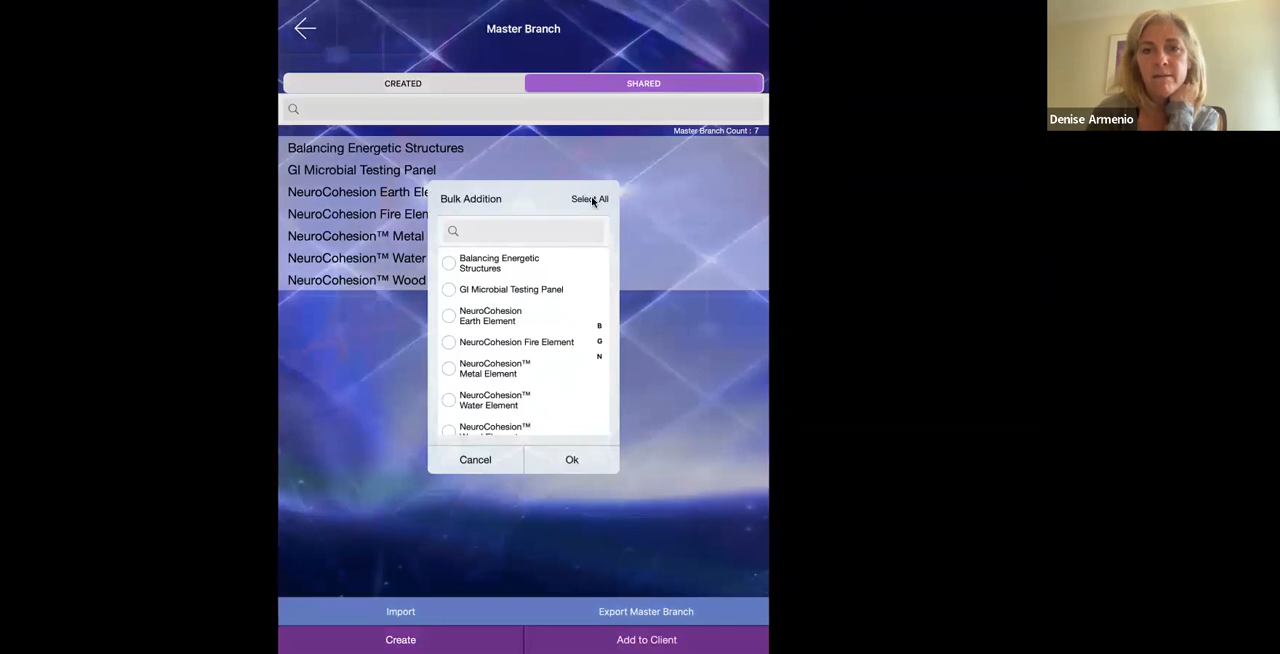 Master Branch
CREATED
SHARED
Master Branch Count : 7
Balancing Energetic Structures
GI Microbial Testing Panel
NeuroCohesion Earth Ele
NeuroCohesion Fire Elen
NeuroCohesion™ Metal
NeuroCohesion™ Water
NeuroCohesion™ Wood
Bulk Addition
Select All
Balancing Energetic
Structures
GI Microbial Testing Panel
NeuroCohesion
Earth Element
NeuroCohesion Fire Element
NeuroCohesion™
Metal Element
NeuroCohesion™
Water Element
NeuroCohesion™
B
G
N
Cancel
Ok
Import
Export Master Branch
Create
Add to Client
Denise Armenio